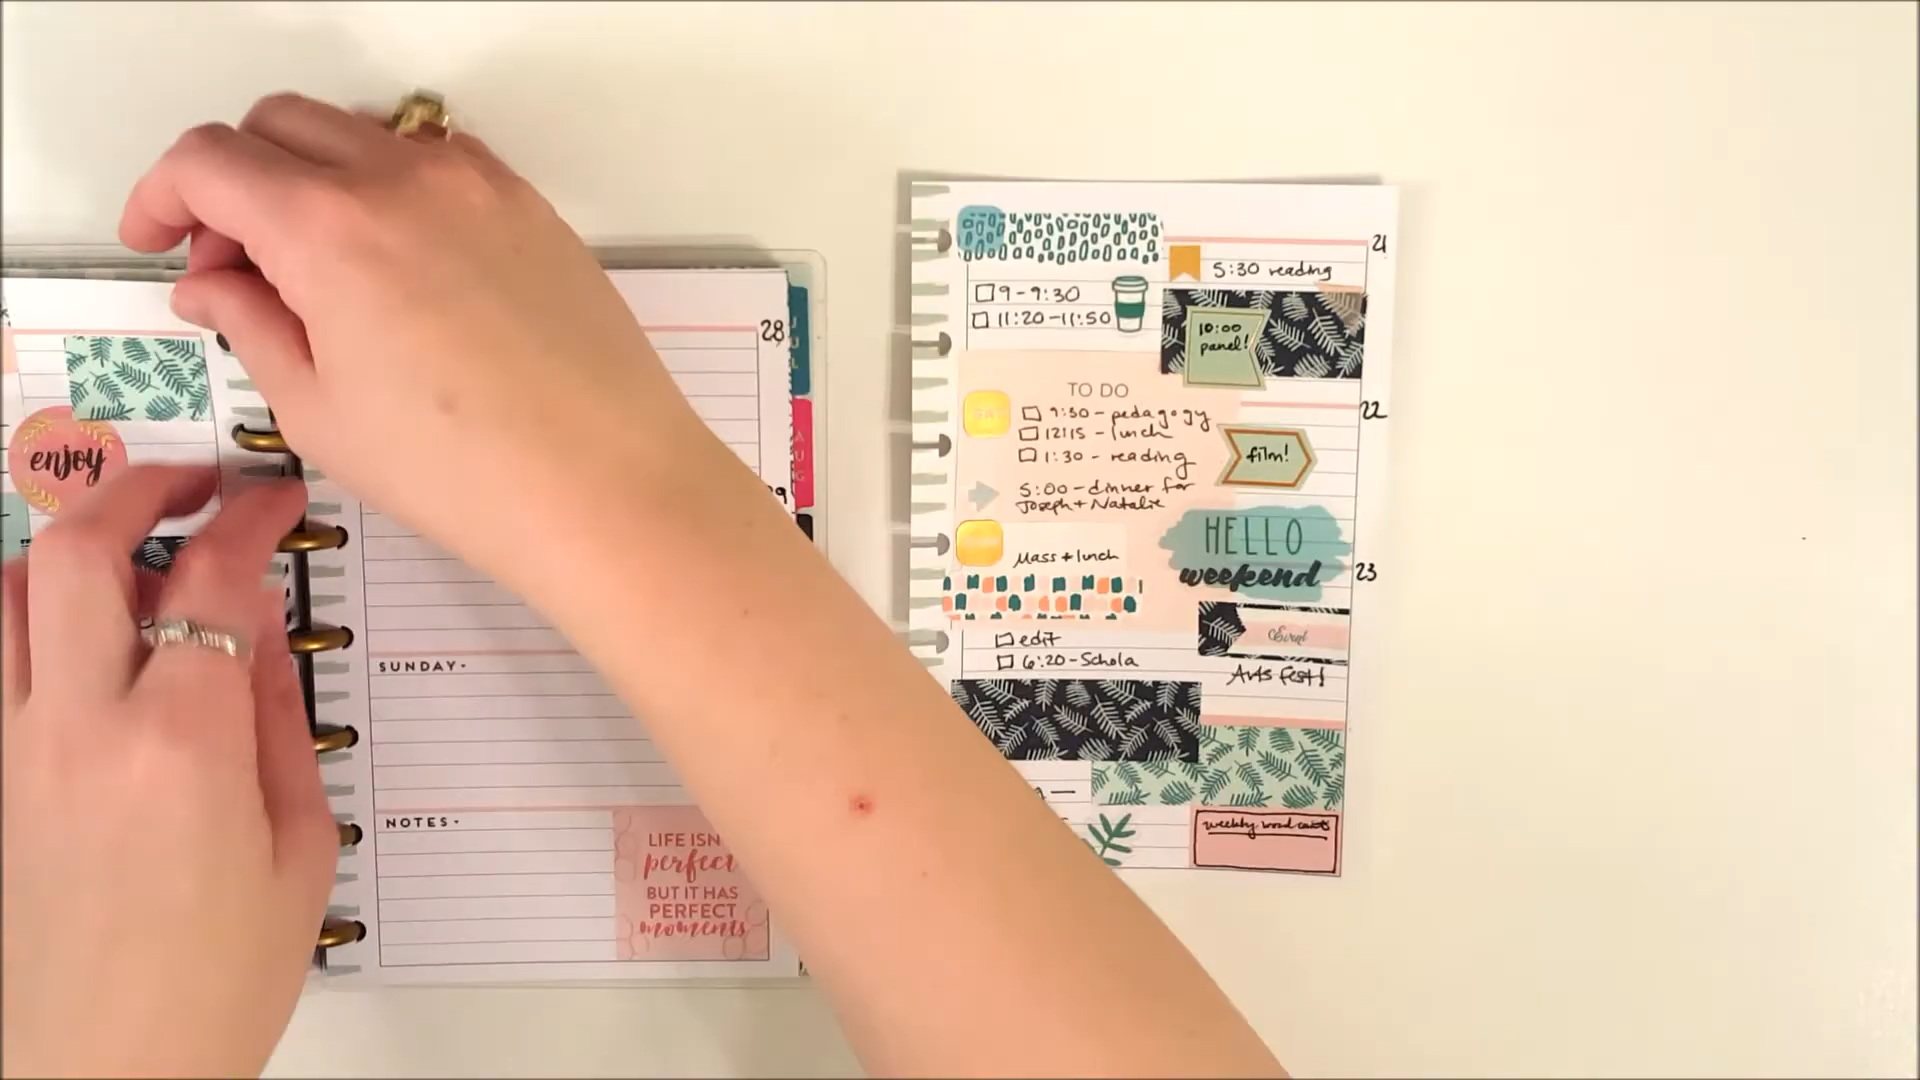 enjoy
28
JUL
AUG
SUNDAY-
NOTES-
LIFE ISN
perfect
BUT IT HAS
PERFECT
moments
21
5:30 reading
9-9:30
11:20-11:50
10:00
panel!
TO DO
22
9:30 - pedagogy
12:15 - lunch
1:30 - reading
film!
5:00 - dinner for
Joseph + Natalie
HELLO
weekend
23
Mass + lunch
edit
6:20 - Schola
Event
Arts fest!
weekly word count